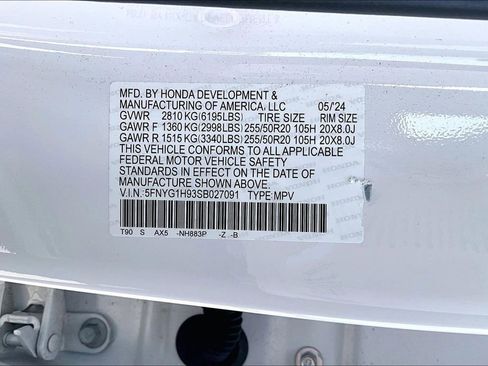 MFD. BY HONDA DEVELOPMENT &
MANUFACTURING OF AMERICA, LLC 05/'24
GVWR 2810 KG(6195LBS) TIRE SIZE RIM SIZE
GAWR F 1360 KG(2998LBS) 255/50R20 105H 20X8.0J
GAWR R 1515 KG(3340LBS) 255/50R20 105H 20X8.0J
THIS VEHICLE CONFORMS TO ALL APPLICABLE
FEDERAL MOTOR VEHICLE SAFETY
STANDARDS IN EFFECT ON THE DATE OF
MANUFACTURE SHOWN ABOVE.
V.I.N.: 5FNYG1H93SB027091 TYPE: MPV
T90 S AX5 -NH883P -Z -B